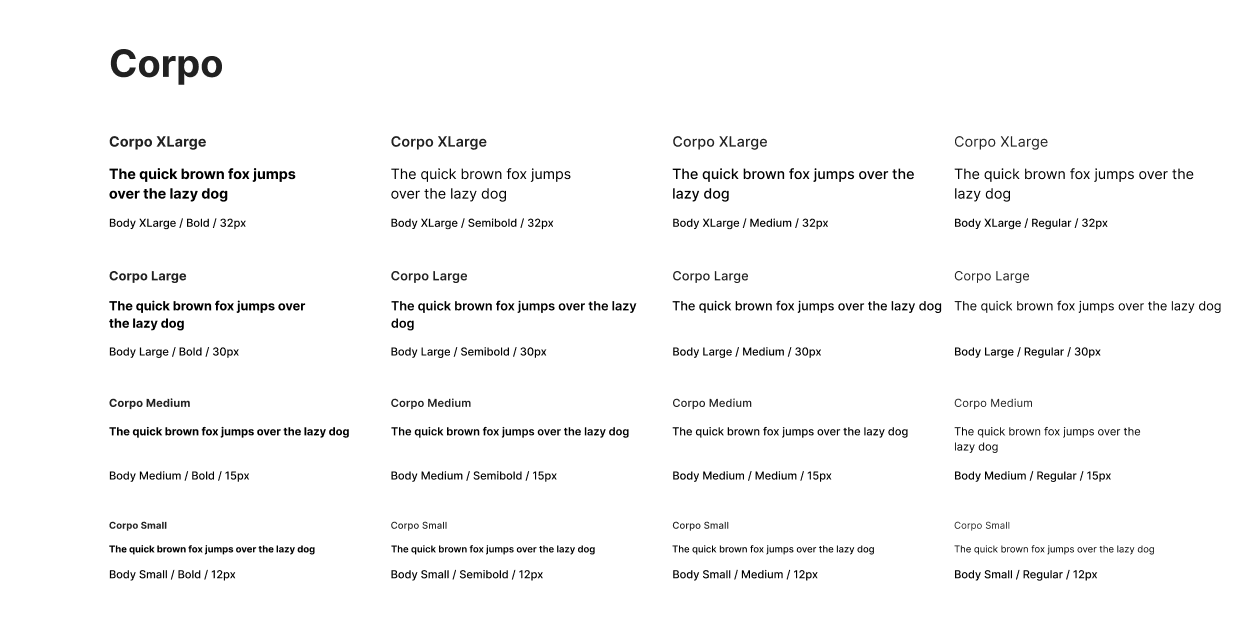 Corpo
Corpo XLarge
Corpo XLarge
Corpo XLarge
Corpo XLarge
The quick brown fox jumps
over the lazy dog
The quick brown fox jumps
over the lazy dog
The quick brown fox jumps over the
lazy dog
The quick brown fox jumps over the
lazy dog
Body XLarge / Bold / 32px
Body XLarge / Semibold / 32px
Body XLarge / Medium / 32px
Body XLarge / Regular / 32px
Corpo Large
Corpo Large
Corpo Large
Corpo Large
The quick brown fox jumps over
the lazy dog
The quick brown fox jumps over the lazy
dog
The quick brown fox jumps over the lazy dog
The quick brown fox jumps over the lazy dog
Body Large / Bold / 30px
Body Large / Semibold / 30px
Body Large / Medium / 30px
Body Large / Regular / 30px
Corpo Medium
Corpo Medium
Corpo Medium
Corpo Medium
The quick brown fox jumps over the lazy dog
The quick brown fox jumps over the lazy dog
The quick brown fox jumps over the lazy dog
The quick brown fox jumps over the
lazy dog
Body Medium / Bold / 15px
Body Medium / Semibold / 15px
Body Medium / Medium / 15px
Body Medium / Regular / 15px
Corpo Small
Corpo Small
Corpo Small
Corpo Small
The quick brown fox jumps over the lazy dog
The quick brown fox jumps over the lazy dog
The quick brown fox jumps over the lazy dog
The quick brown fox jumps over the lazy dog
Body Small / Bold / 12px
Body Small / Semibold / 12px
Body Small / Medium / 12px
Body Small / Regular / 12px